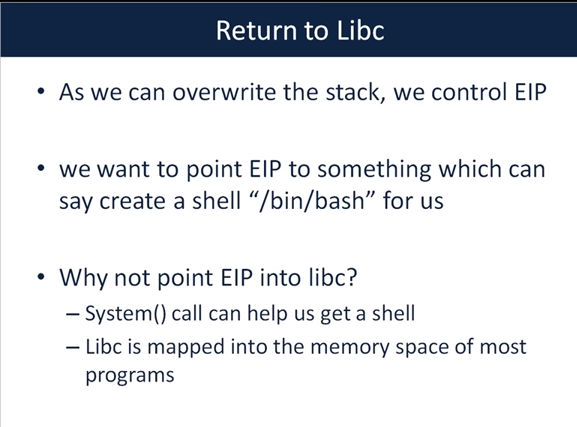 Return to Libc
• As we can overwrite the stack, we control EIP
• we want to point EIP to something which can
say create a shell “/bin/bash” for us
• Why not point EIP into libc?
– System() call can help us get a shell
– Libc is mapped into the memory space of most
programs